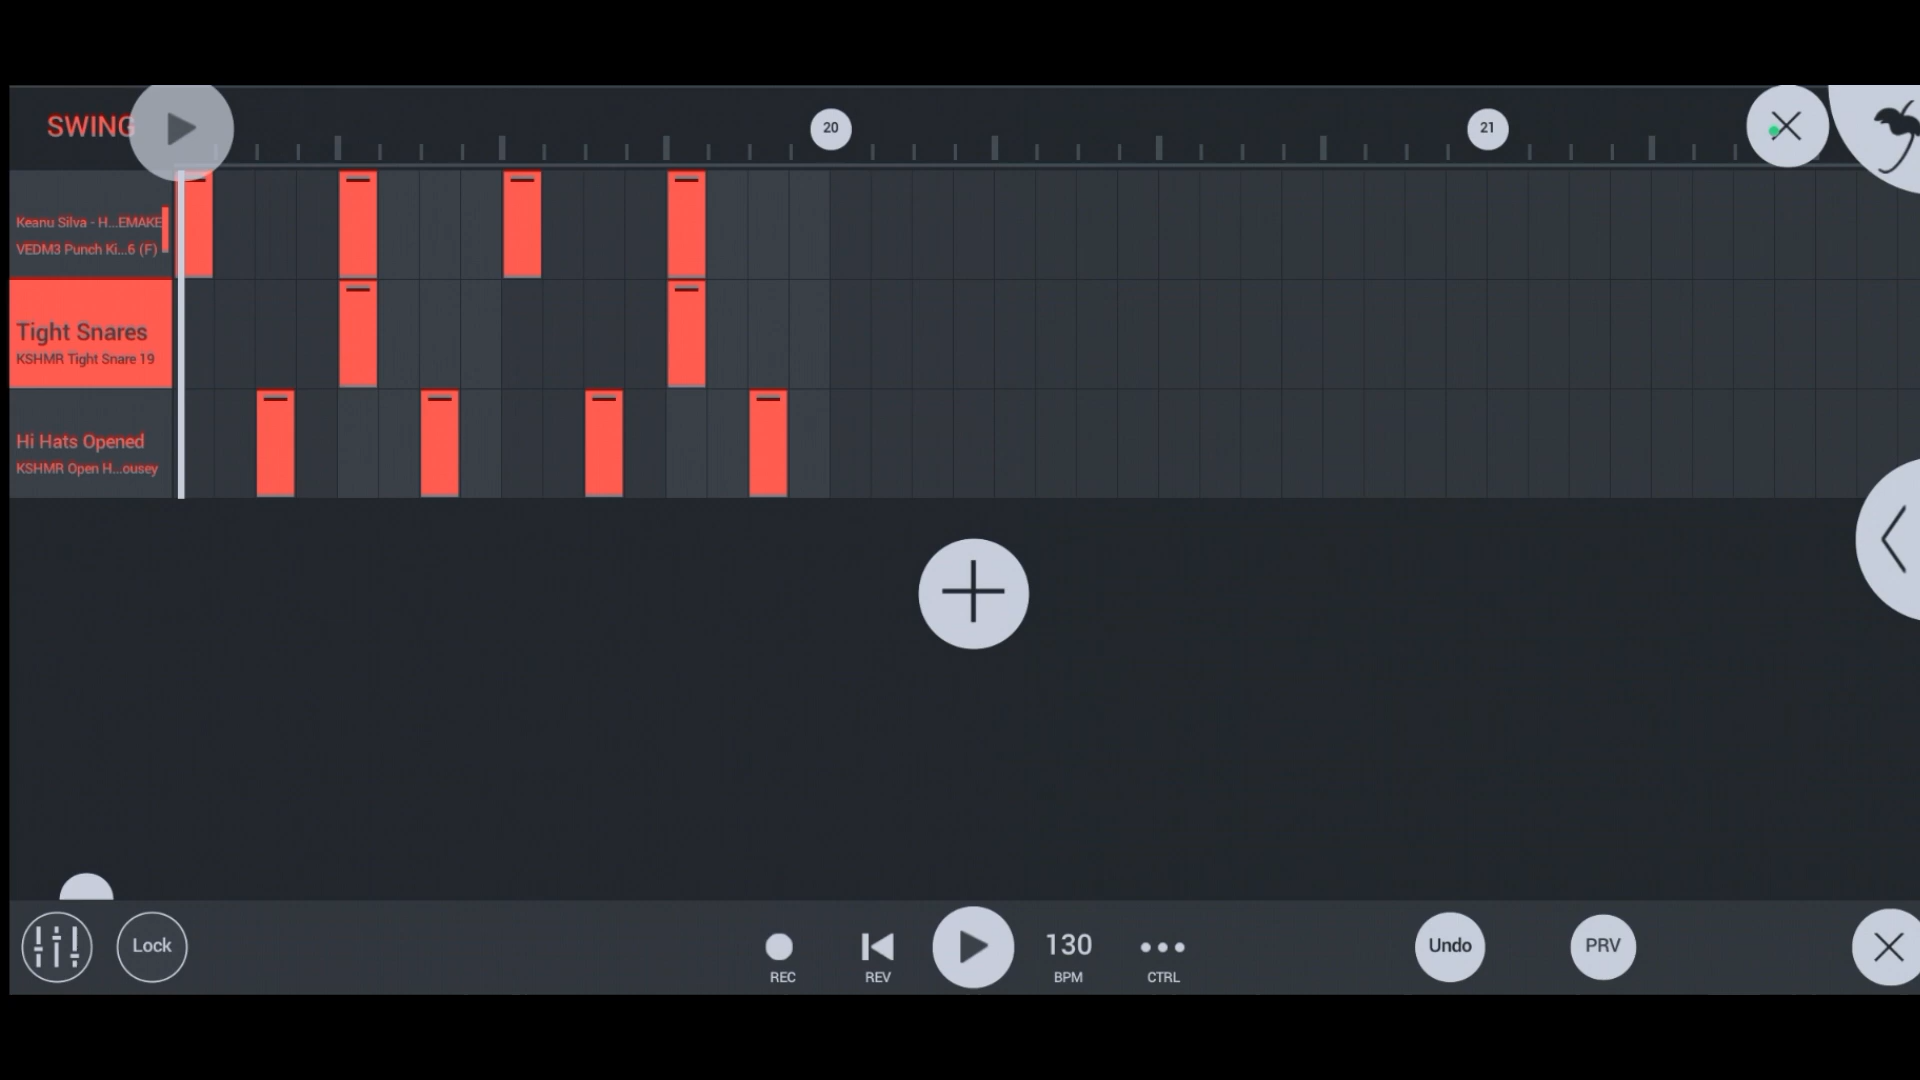 SWING
20
21
Keanu Silva - H...EMAKE
VEDM3 Punch Ki...6 (F)
Tight Snares
KSHMR Tight Snare 19
Hi Hats Opened
KSHMR Open H...ousey
Lock
REC
REV
130
BPM
CTRL
Undo
PRV